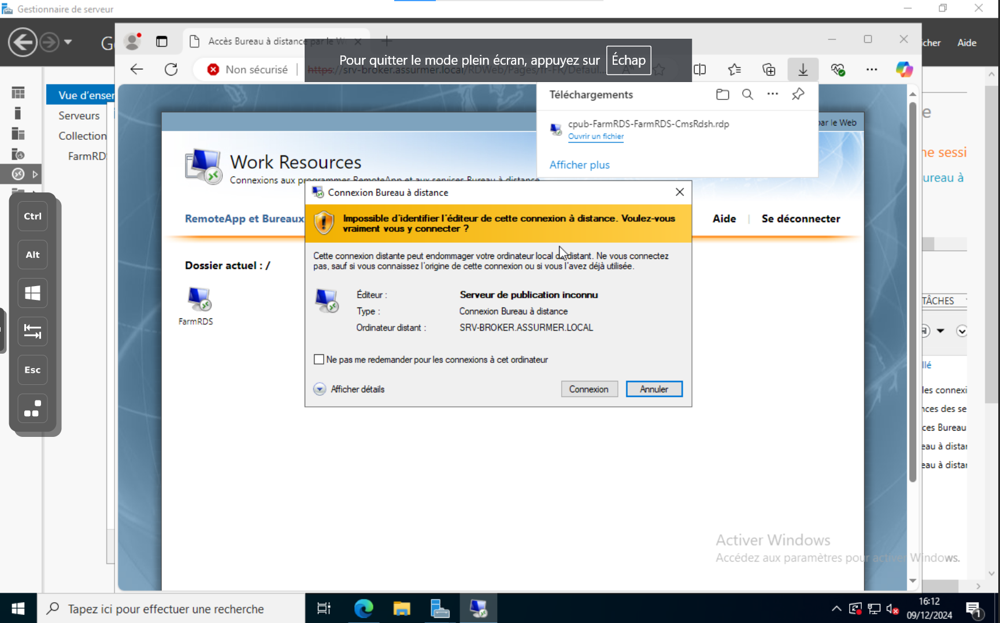 Gestionnaire de serveur
Accès Bureau à distance par le W
Pour quitter le mode plein écran, appuyez sur Échap
cher
Aide
Non sécurisé
https://srv-broker.assurmer.local/RDWeb/Pages/fr-FR/Defaul...
Vue d'enser
Serveurs
Collection
FarmRD
Téléchargements
cpub-FarmRDS-FarmRDS-CmsRdsh.rdp
Ouvrir un fichier
Afficher plus
par le Web
Work Resources
Connexions aux programmes RemoteApp et aux services Bureau à distance
RemoteApp et Bureaux
Aide | Se déconnecter
Dossier actuel : /
FarmRDS
Connexion Bureau à distance
Impossible d'identifier l'éditeur de cette connexion à distance. Voulez-vous
vraiment vous y connecter ?
Cette connexion distante peut endommager votre ordinateur local distant. Ne vous connectez
pas, sauf si vous connaissez l'origine de cette connexion ou si vous l'avez déjà utilisée.
Éditeur :
Serveur de publication inconnu
Type :
Connexion Bureau à distance
Ordinateur distant :
SRV-BROKER.ASSURMER.LOCAL
Ne pas me redemander pour les connexions à cet ordinateur
Afficher détails
Connexion
Annuler
Ctrl
Alt
Esc
ne sessi
ureau à
TÂCHES
llé
les connexi
nces des se
ces Bureau
eau à distar
eau à distar
Activer Windows
Accédez aux paramètres pour activer Windows.
Tapez ici pour effectuer une recherche
16:12
09/12/2024
1